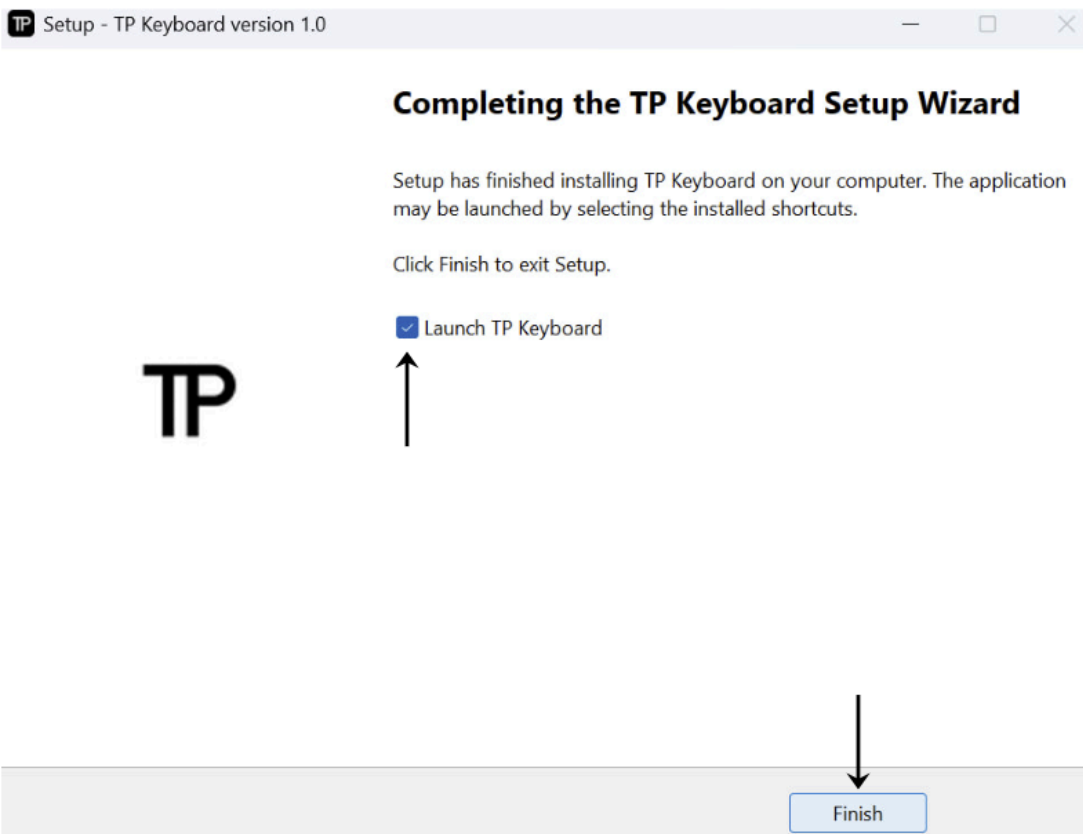 TP Setup - TP Keyboard version 1.0
Completing the TP Keyboard Setup Wizard
Setup has finished installing TP Keyboard on your computer. The application
may be launched by selecting the installed shortcuts.
Click Finish to exit Setup.
Launch TP Keyboard
TP
Finish